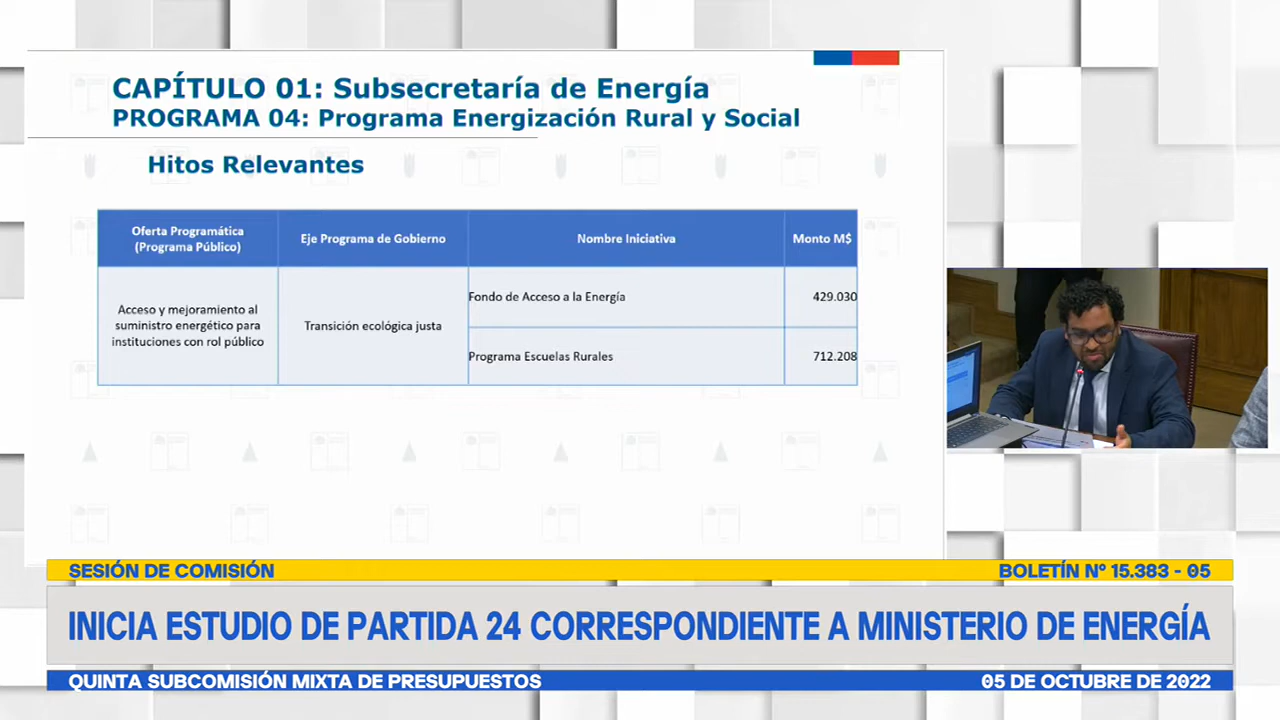 CAPÍTULO 01: Subsecretaría de Energía
PROGRAMA 04: Programa Energización Rural y Social
Hitos Relevantes
Oferta Programática
(Programa Público)
Eje Programa de Gobierno
Nombre Iniciativa
Monto M$
Acceso y mejoramiento al
suministro energético para
instituciones con rol público
Transición ecológica justa
Fondo de Acceso a la Energía
429.030
Programa Escuelas Rurales
712.208
SESIÓN DE COMISIÓN
BOLETÍN N° 15.383 - 05
INICIA ESTUDIO DE PARTIDA 24 CORRESPONDIENTE A MINISTERIO DE ENERGÍA
QUINTA SUBCOMISIÓN MIXTA DE PRESUPUESTOS
05 DE OCTUBRE DE 2022